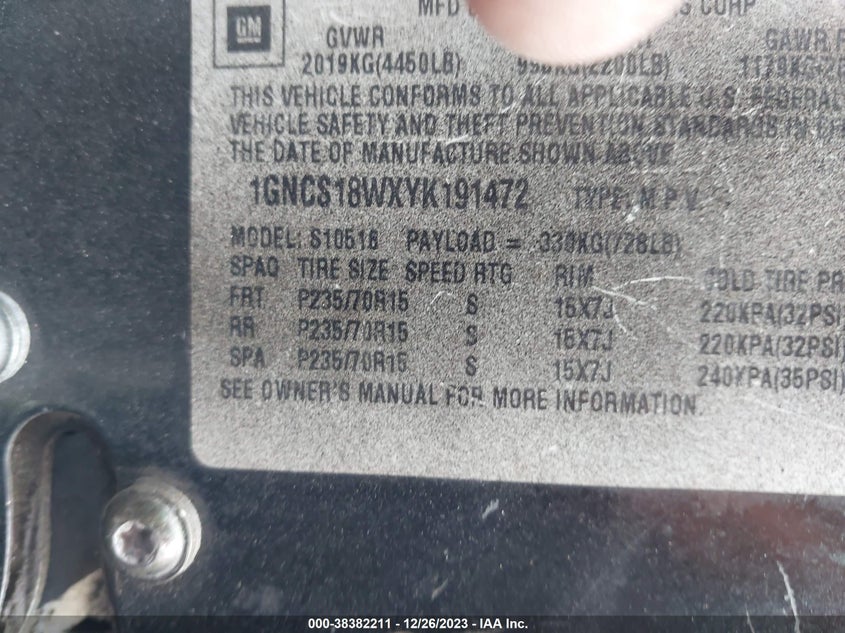 GM
MFD CORP
GVWR GAWR
2019KG(4450LB) (2200LB)
THIS VEHICLE CONFORMS TO ALL APPLICABLE U.S. FEDERAL
VEHICLE SAFETY AND THEFT PREVENTION STANDARDS IN
THE DATE OF MANUFACTURE SHOWN ABOVE
1GNCS18WXYK191472 TYPE: M P V
MODEL: S10516 PAYLOAD = 330KG(728LB)
SPAQ TIRE SIZE SPEED RTG RIM COLD TIRE
FRT P235/70R15 S 15X7J 220KPA(32PSI)
RR P235/70R15 S 15X7J 220KPA(32PSI)
SPA P235/70R15 S 15X7J 240KPA(35PSI)
SEE OWNER'S MANUAL FOR MORE INFORMATION.
000-38382211 - 12/26/2023 - IAA Inc.